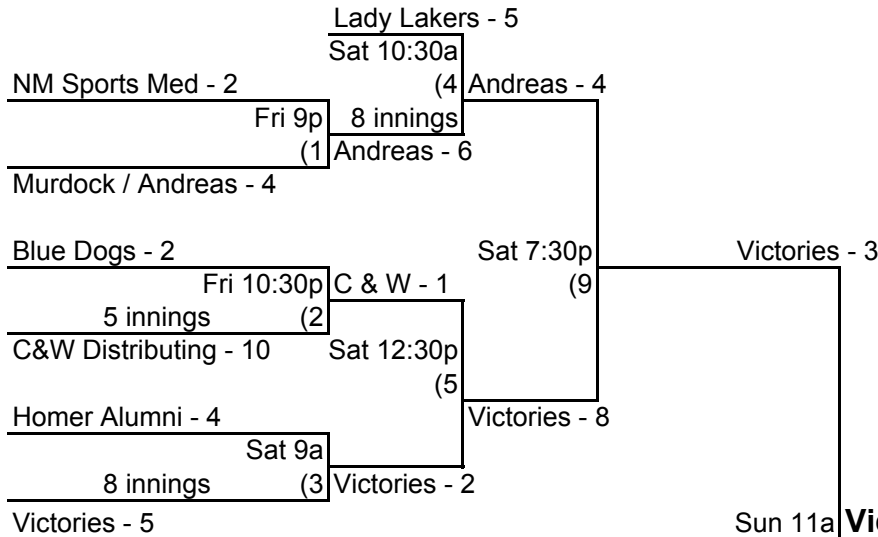 Lady Lakers - 5
Sat 10:30a
NM Sports Med - 2
(4 Andreas - 4
Fri 9p 8 innings
(1 Andreas - 6
Murdock / Andreas - 4
Blue Dogs - 2
Sat 7:30p
Victories - 3
Fri 10:30p C & W - 1
(9
5 innings (2
C&W Distributing - 10
Sat 12:30p
(5
Homer Alumni - 4
Victories - 8
Sat 9a
8 innings (3 Victories - 2
Victories - 5
Sun 11a